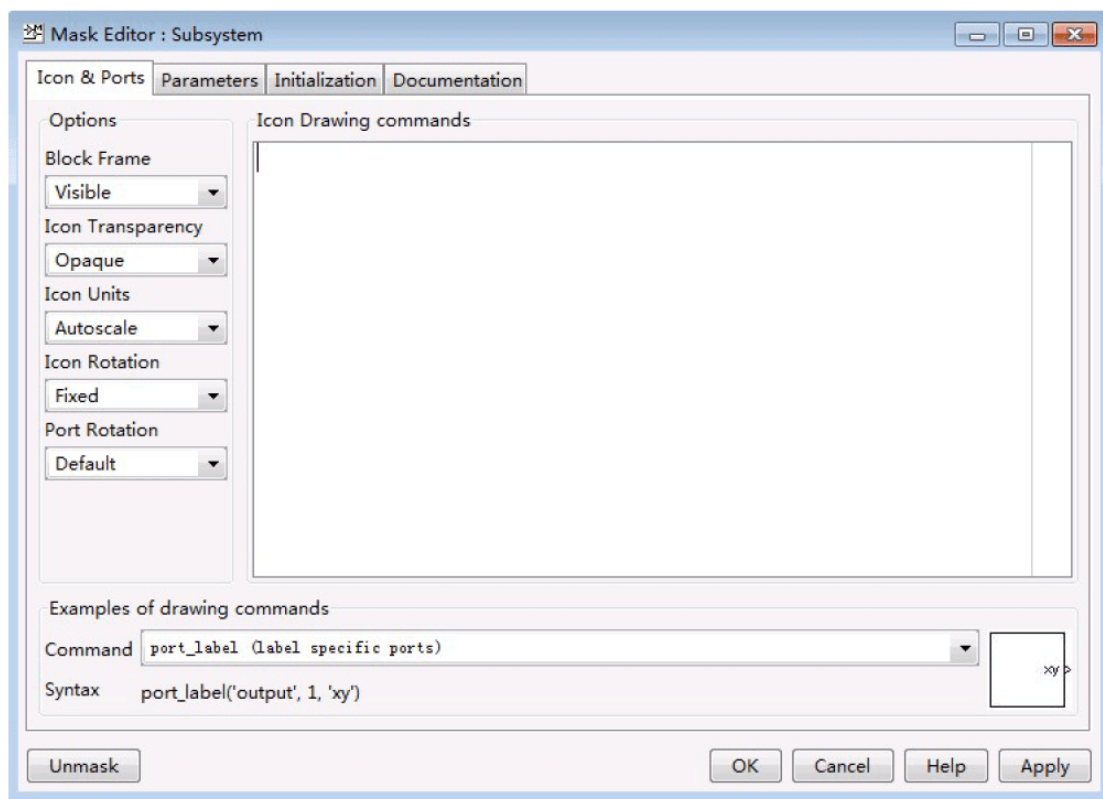 Mask Editor : Subsystem
Icon & Ports Parameters Initialization Documentation
Options
Block Frame
Visible
Icon Transparency
Opaque
Icon Units
Autoscale
Icon Rotation
Fixed
Port Rotation
Default
Icon Drawing commands
Examples of drawing commands
Command port_label (label specific ports)
Syntax port_label('output', 1, 'xy')
xy
Unmask OK Cancel Help Apply